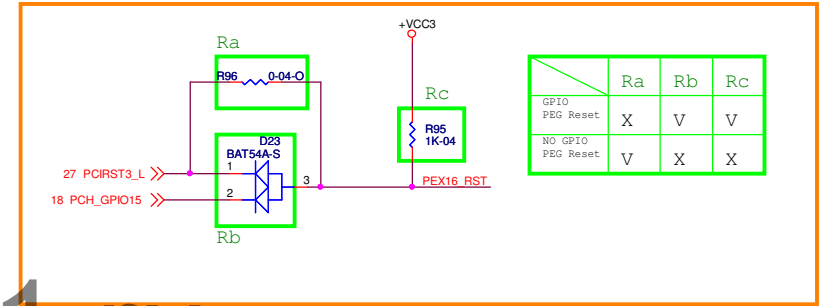 +VCC3
Ra
R96 0-04-O
Rc
R95
1K-04
D23
BAT54A-S
27 PCIRST3_L
1
18 PCH_GPIO15
2
3
PEX16_RST
Rb
Ra Rb Rc
GPIO
PEG Reset X V V
NO GPIO
PEG Reset V X X